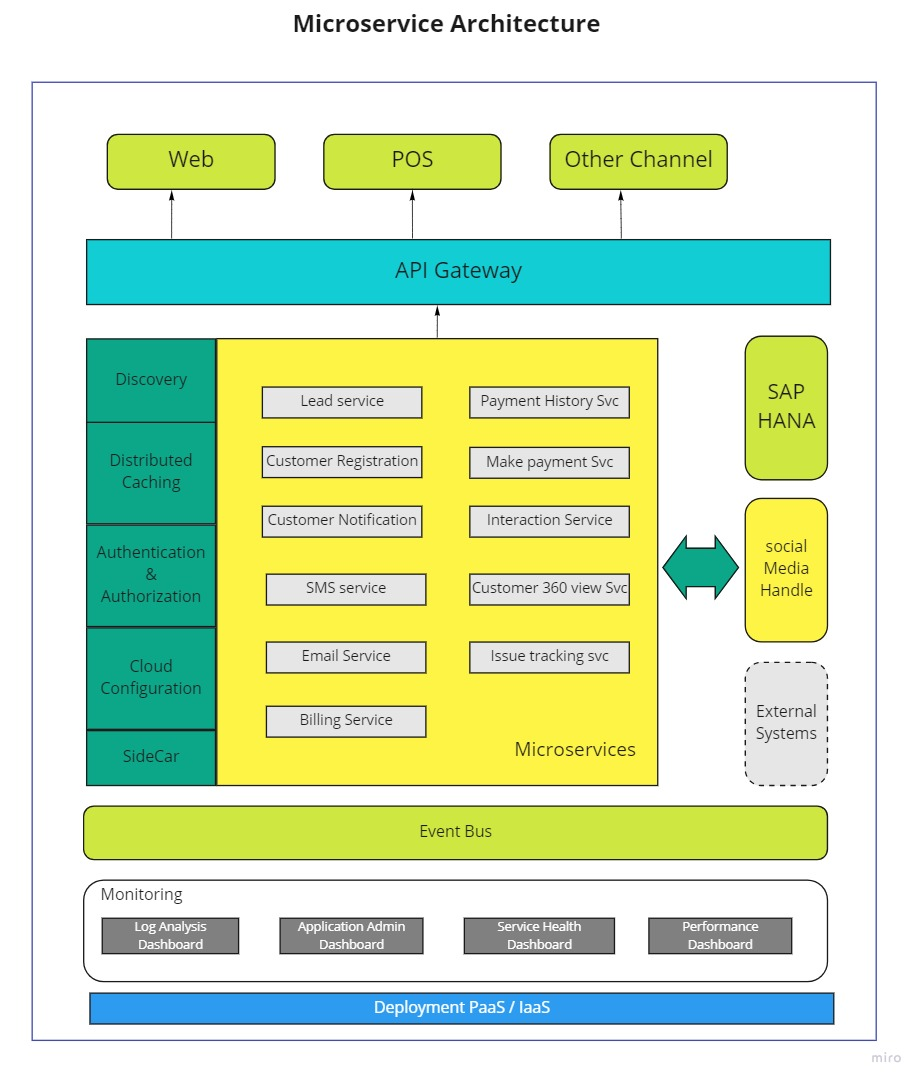 Microservice Architecture
Web
POS
Other Channel
API Gateway
Discovery
Distributed
Caching
Authentication
&
Authorization
Cloud
Configuration
SideCar
Lead service
Payment History Svc
Customer Registration
Make payment Svc
Customer Notification
Interaction Service
SMS service
Customer 360 view Svc
Email Service
Issue tracking svc
Billing Service
Microservices
SAP
HANA
social
Media
Handle
External
Systems
Event Bus
Monitoring
Log Analysis
Dashboard
Application Admin
Dashboard
Service Health
Dashboard
Performance
Dashboard
Deployment PaaS / IaaS
miro